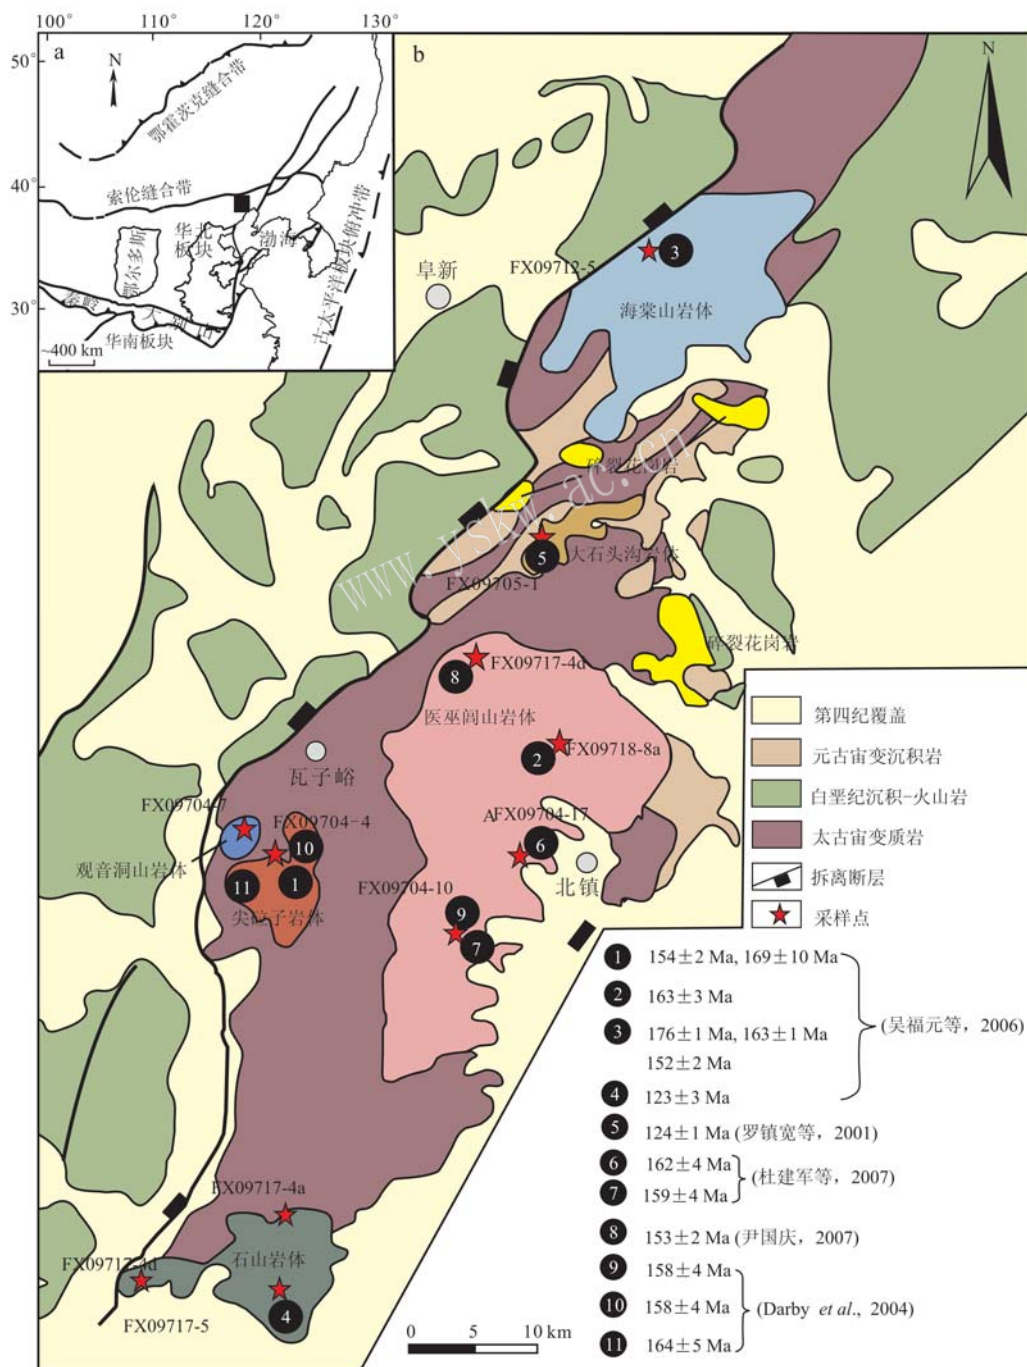 100° 110° 120° 130°
50°
40°
30°
a
N
鄂霍茨克缝合带
索伦缝合带
华北
板块
渤海
鄂尔多斯
古太平洋板块俯冲带
秦岭
大别山
华南板块
~400 km
b
N
阜新
FX09712-5
3
海棠山岩体
碎裂花岗岩
5
大石头沟岩体
FX09705-1
碎裂花岗岩
FX09717-4d
8
医巫闾山岩体
FX09718-8a
2
瓦子峪
FX09704-7
FX09704-4
A
FX09704-17
6
10
观音洞山岩体
11
1
FX09704-10
北镇
尖砬子岩体
9
7
FX09717-4a
石山岩体
FX09717-4d
FX09717-5
4
0 5 10 km
第四纪覆盖
元古宙变沉积岩
白垩纪沉积-火山岩
太古宙变质岩
拆离断层
采样点
1 154±2 Ma, 169±10 Ma
2 163±3 Ma
3 176±1 Ma, 163±1 Ma
152±2 Ma
(吴福元等，2006)
4 123±3 Ma
5 124±1 Ma (罗镇宽等，2001)
6 162±4 Ma
7 159±4 Ma
(杜建军等，2007)
8 153±2 Ma (尹国庆，2007)
9 158±4 Ma
10 158±4 Ma
11 164±5 Ma
(Darby et al., 2004)
www.yskw.ac.cn